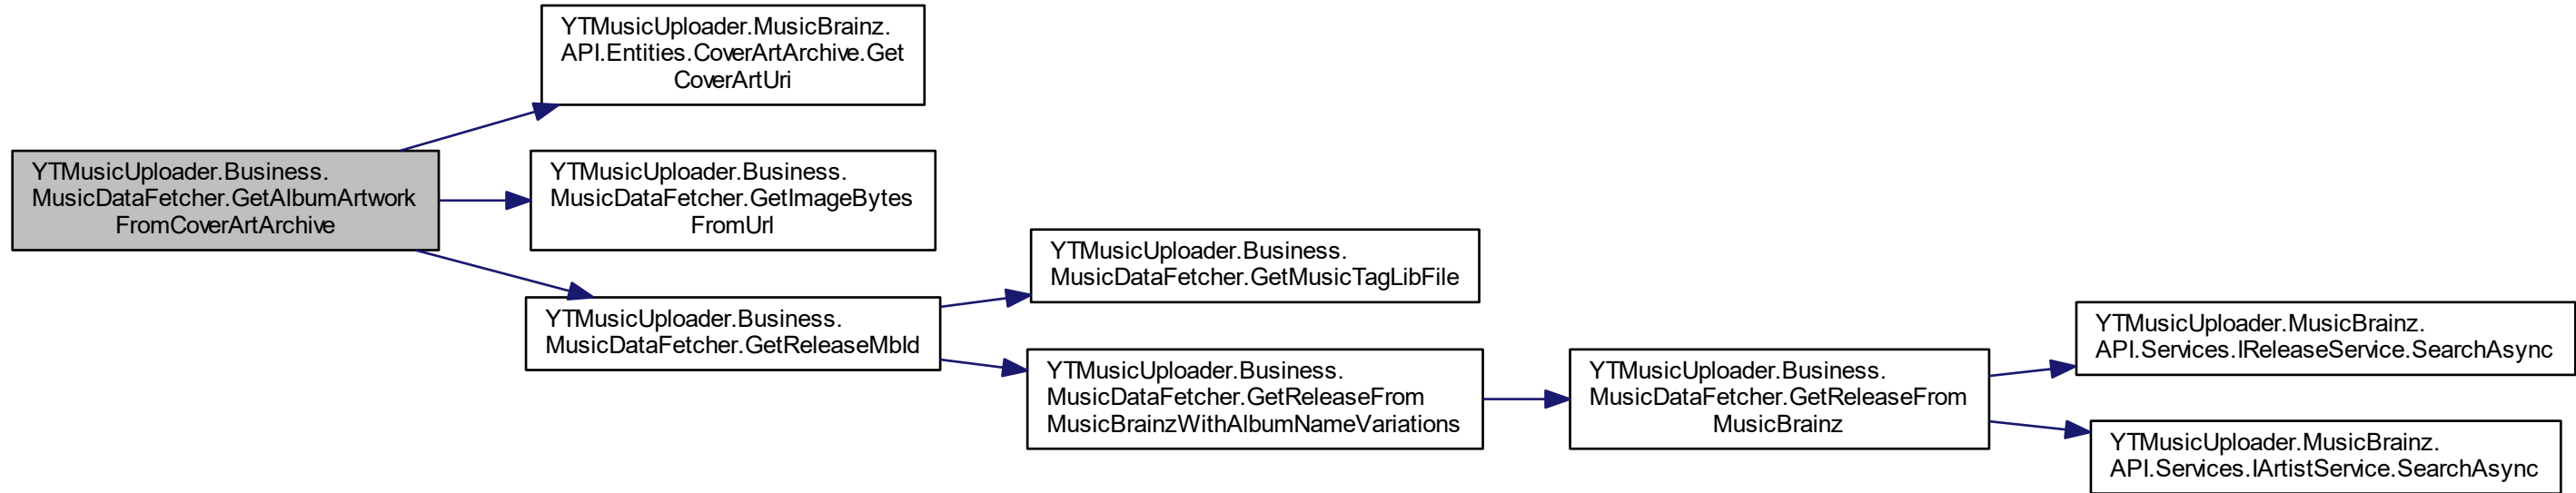 YTMusicUploader.MusicBrainz.
API.Entities.CoverArtArchive.Get
CoverArtUri
YTMusicUploader.Business.
MusicDataFetcher.GetAlbumArtwork
FromCoverArtArchive
YTMusicUploader.Business.
MusicDataFetcher.GetImageBytes
FromUrl
YTMusicUploader.Business.
MusicDataFetcher.GetReleaseMbId
YTMusicUploader.Business.
MusicDataFetcher.GetMusicTagLibFile
YTMusicUploader.Business.
MusicDataFetcher.GetReleaseFrom
MusicBrainzWithAlbumNameVariations
YTMusicUploader.Business.
MusicDataFetcher.GetReleaseFrom
MusicBrainz
YTMusicUploader.MusicBrainz.
API.Services.IReleaseService.SearchAsync
YTMusicUploader.MusicBrainz.
API.Services.IArtistService.SearchAsync